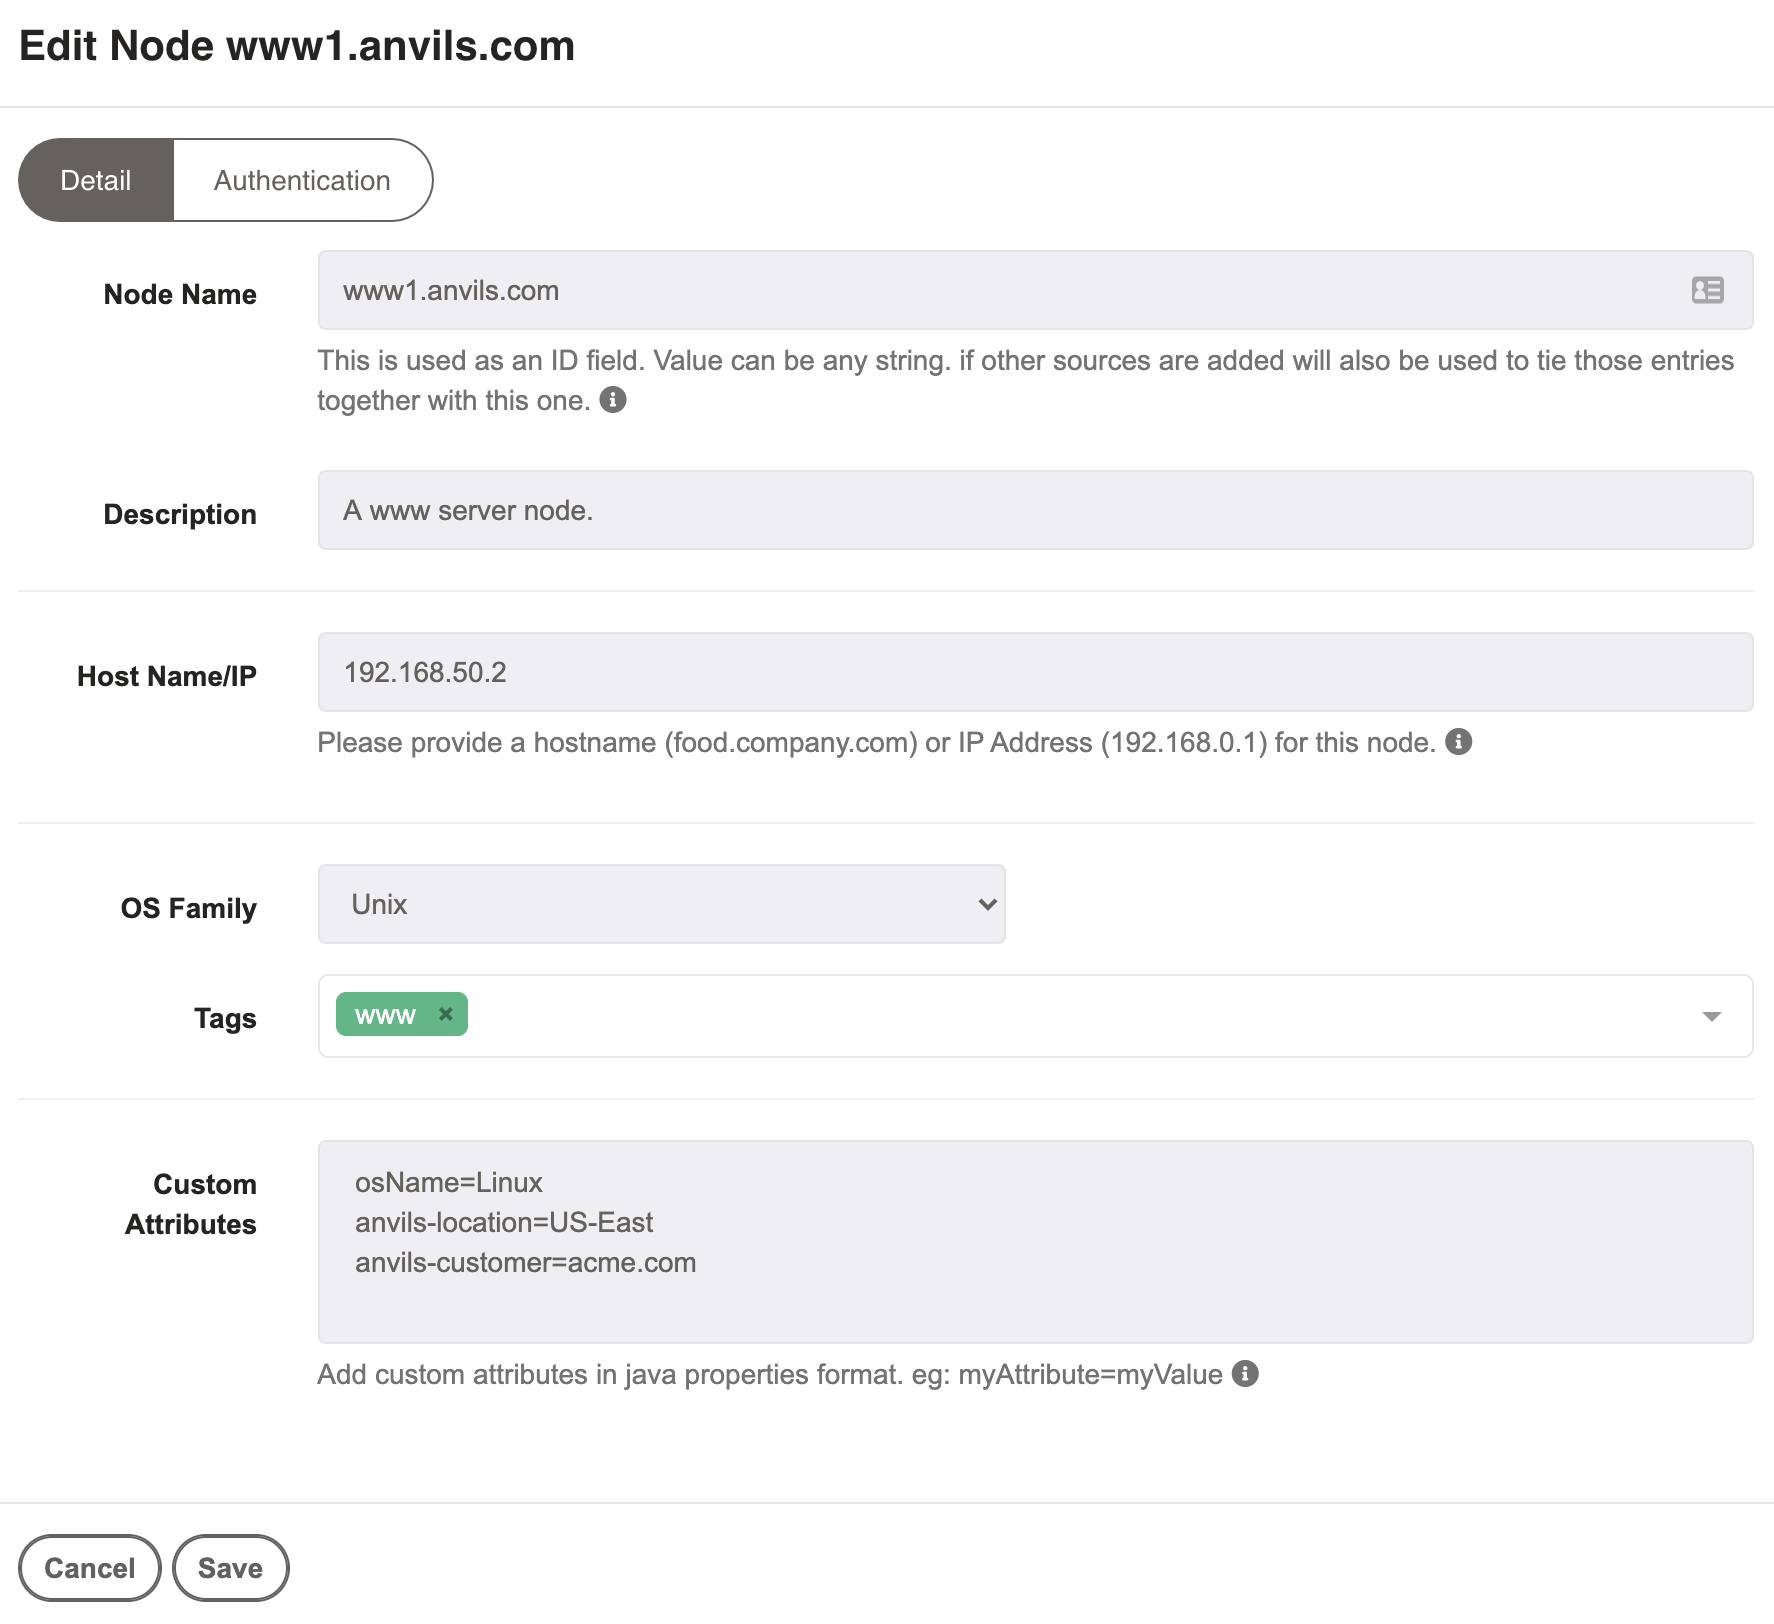 Edit Node www1.anvils.com
Detail
Authentication
Node Name
www1.anvils.com
This is used as an ID field. Value can be any string. if other sources are added will also be used to tie those entries
together with this one.
Description
A www server node.
Host Name/IP
192.168.50.2
Please provide a hostname (food.company.com) or IP Address (192.168.0.1) for this node.
OS Family
Unix
Tags
www
Custom
Attributes
osName=Linux
anvils-location=US-East
anvils-customer=acme.com
Add custom attributes in java properties format. eg: myAttribute=myValue
Cancel
Save